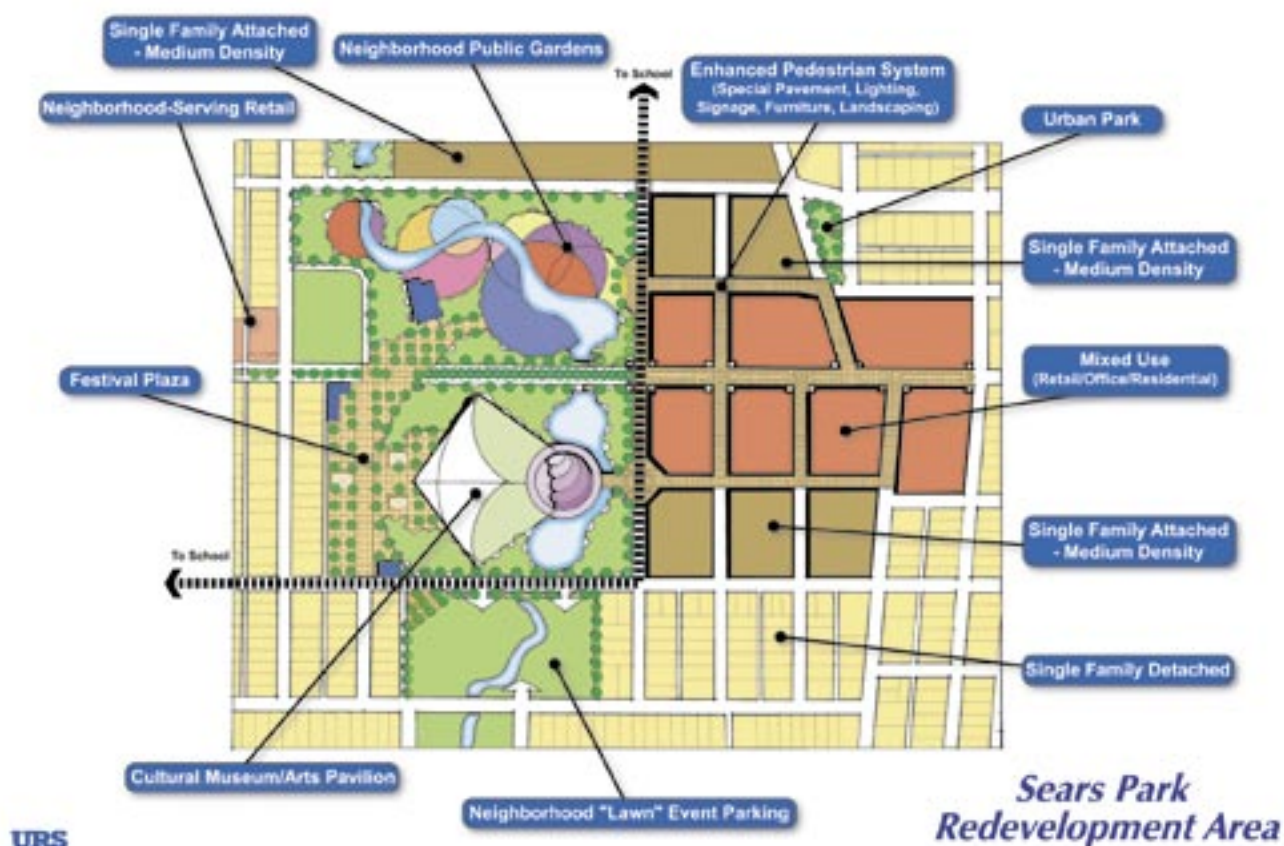 Single Family Attached
- Medium Density
Neighborhood Public Gardens
To School
Enhanced Pedestrian System
(Special Pavement, Lighting,
Signage, Furniture, Landscaping)
Neighborhood-Serving Retail
Urban Park
Single Family Attached
- Medium Density
Festival Plaza
Mixed Use
(Retail/Office/Residential)
Single Family Attached
- Medium Density
To School
Single Family Detached
Cultural Museum/Arts Pavilion
Neighborhood "Lawn" Event Parking
Sears Park
Redevelopment Area
URS